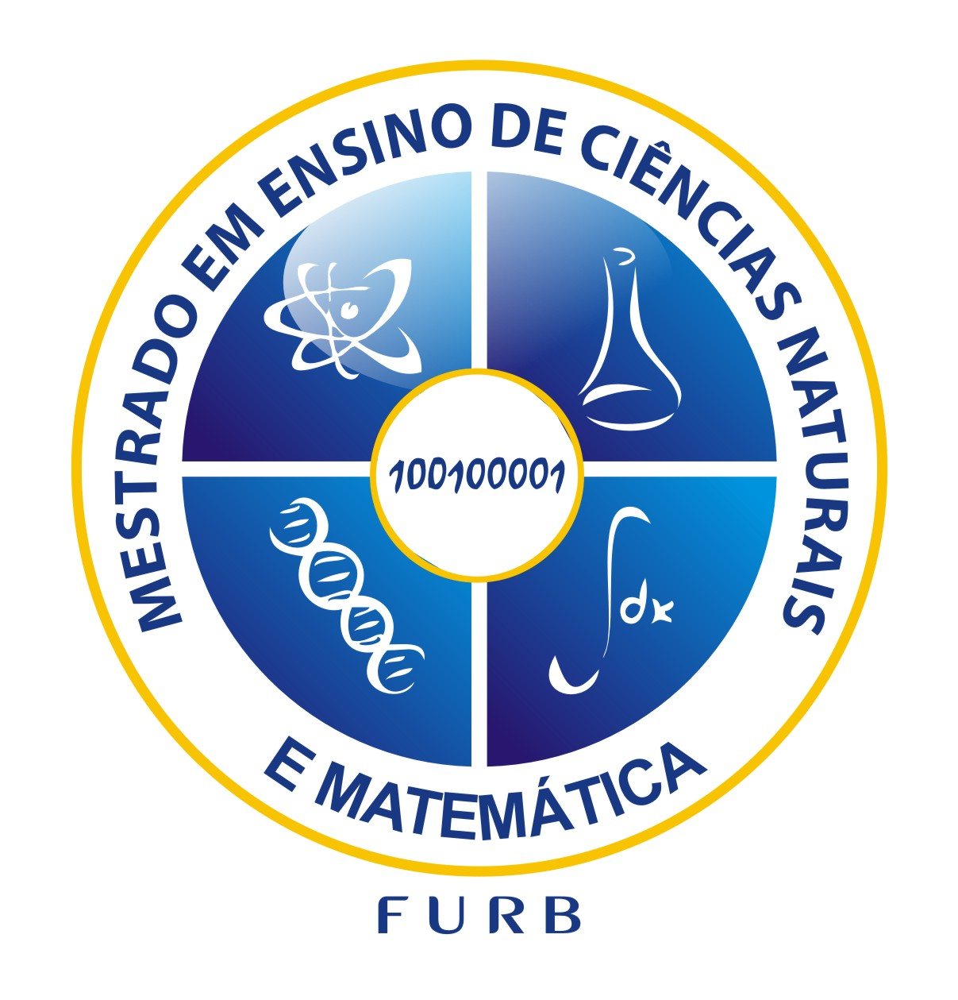 MESTRADO EM ENSINO DE CIÊNCIAS NATURAIS
100100001
dx
E MATEMÁTICA
FURB